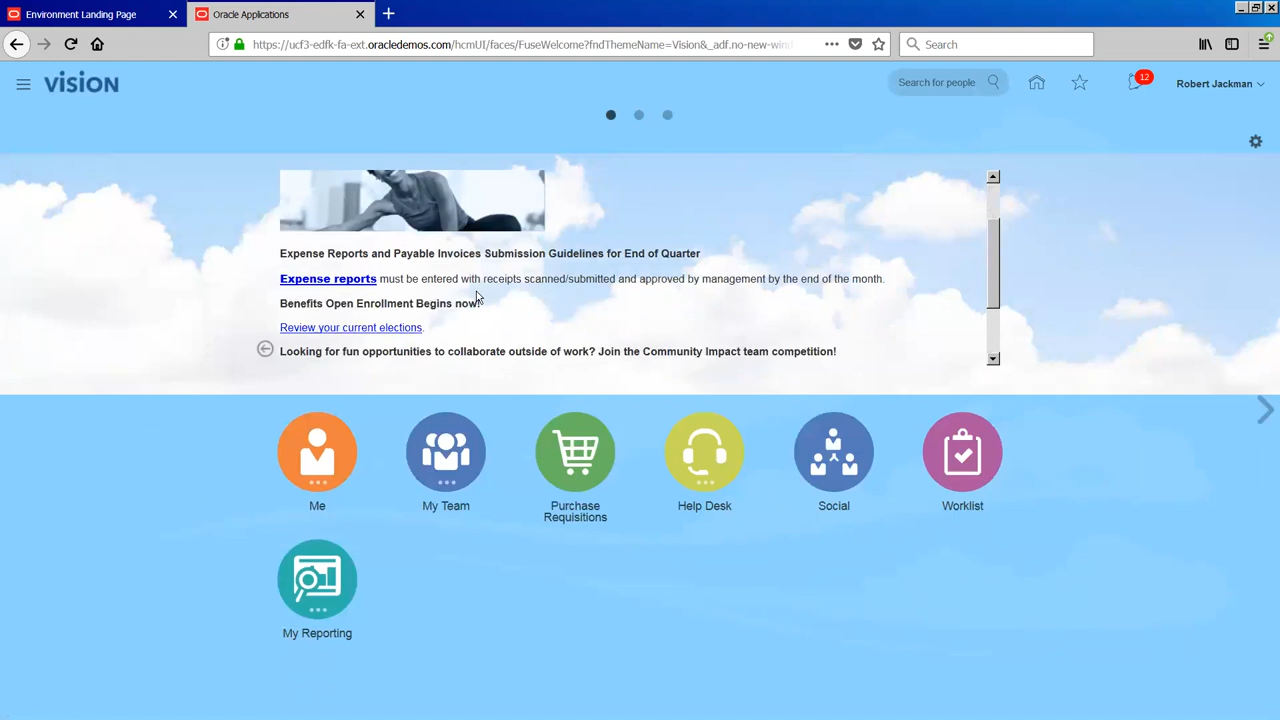 Environment Landing Page
Oracle Applications
https://ucf3-edfk-fa-ext.oracledemos.com/hcmUI/faces/FuseWelcome?fndThemeName=Vision&_adf.no-new-wind
Search
vision
Search for people
12
Robert Jackman
Expense Reports and Payable Invoices Submission Guidelines for End of Quarter
Expense reports must be entered with receipts scanned/submitted and approved by management by the end of the month.
Benefits Open Enrollment Begins now!
Review your current elections.
Looking for fun opportunities to collaborate outside of work? Join the Community Impact team competition!
Me
My Team
Purchase
Requisitions
Help Desk
Social
Worklist
My Reporting